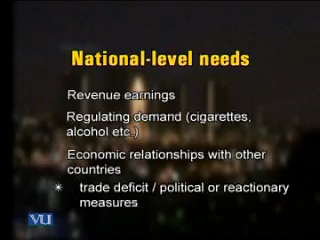 National-level needs
Revenue earnings
Regulating demand (cigarettes,
alcohol etc.)
Economic relationships with other
countries
* trade deficit / political or reactionary
measures
VU